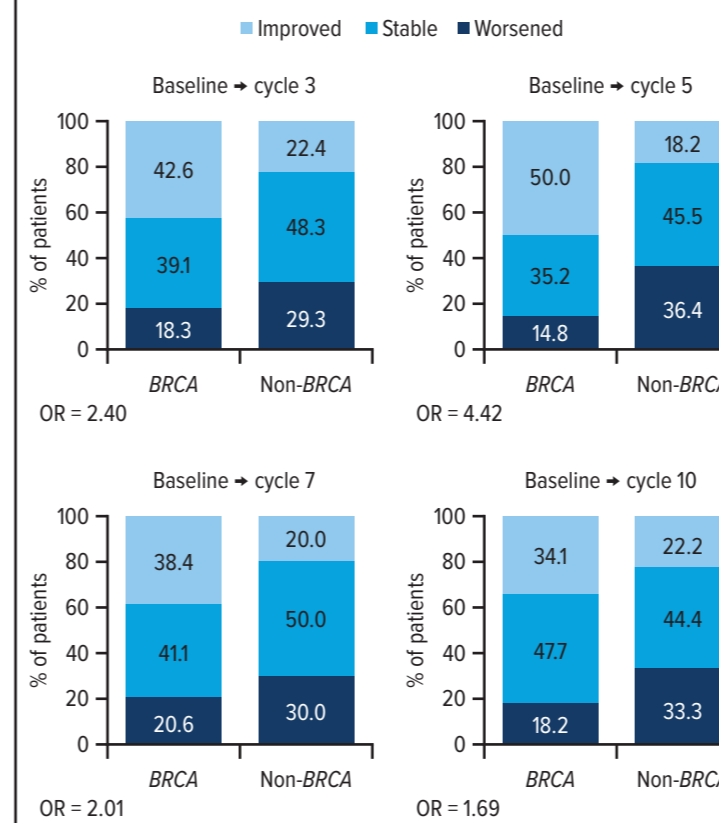 Improved Stable Worsened
Baseline → cycle 3
% of patients
100
80
60
40
20
0
42.6
39.1
18.3
22.4
48.3
29.3
BRCA Non-BRCA
OR = 2.40
Baseline → cycle 5
% of patients
100
80
60
40
20
0
50.0
35.2
14.8
18.2
45.5
36.4
BRCA
OR = 4.42
Baseline → cycle 7
% of patients
100
80
60
40
20
0
38.4
41.1
20.6
20.0
50.0
30.0
BRCA Non-BRCA
OR = 2.01
Baseline → cycle 10
% of patients
100
80
60
40
20
0
34.1
47.7
18.2
22.2
44.4
33.3
BRCA
OR = 1.69